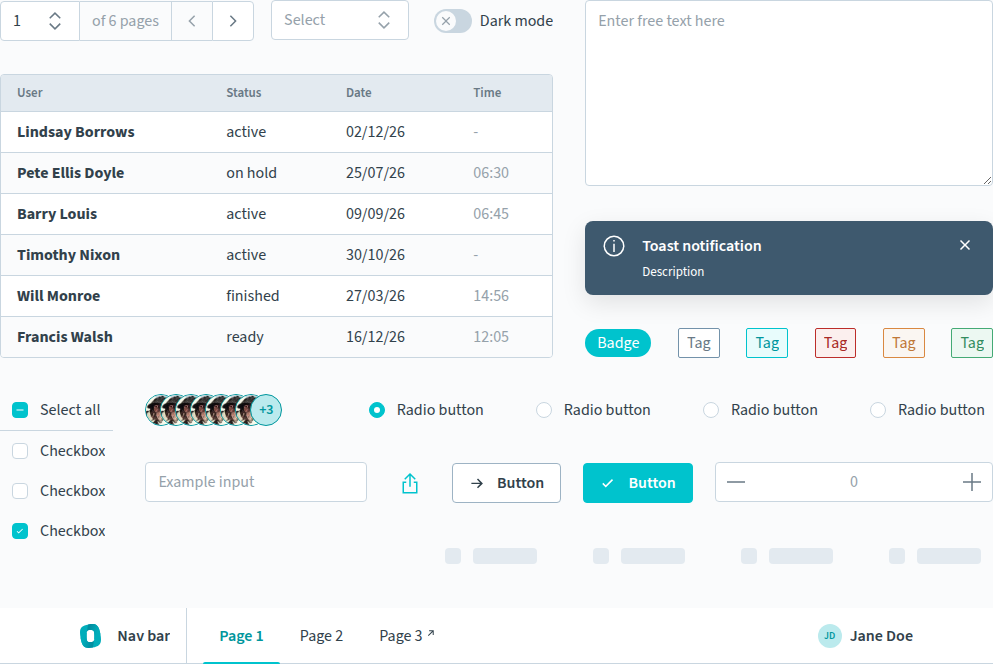 1 of 6 pages Select Dark mode Enter free text here
User Status Date Time
Lindsay Borrows active 02/12/26 -
Pete Ellis Doyle on hold 25/07/26 06:30
Barry Louis active 09/09/26 06:45
Timothy Nixon active 30/10/26 -
Will Monroe finished 27/03/26 14:56
Francis Walsh ready 16/12/26 12:05
Toast notification
Description
Badge Tag Tag Tag Tag Tag
Select all +3 Radio button Radio button Radio button Radio button
Checkbox
Checkbox
Checkbox
Example input Button Button 0
Nav bar Page 1 Page 2 Page 3 JD Jane Doe